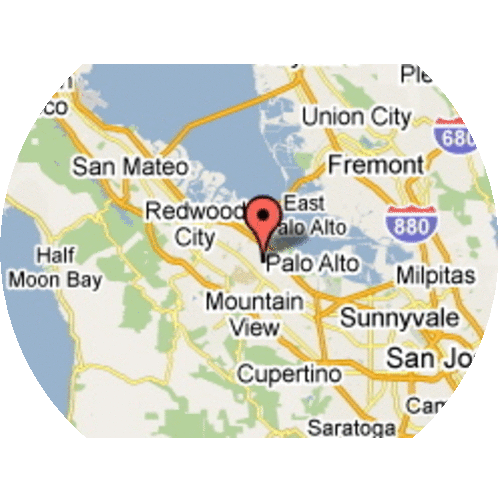 Ple
n
co
Union City
680
San Mateo
Fremont
East
Palo Alto
Redwood
City
880
Half
Moon Bay
Palo Alto
Milpitas
Mountain
View
Sunnyvale
San Jo
Cupertino
Cam
Saratoga